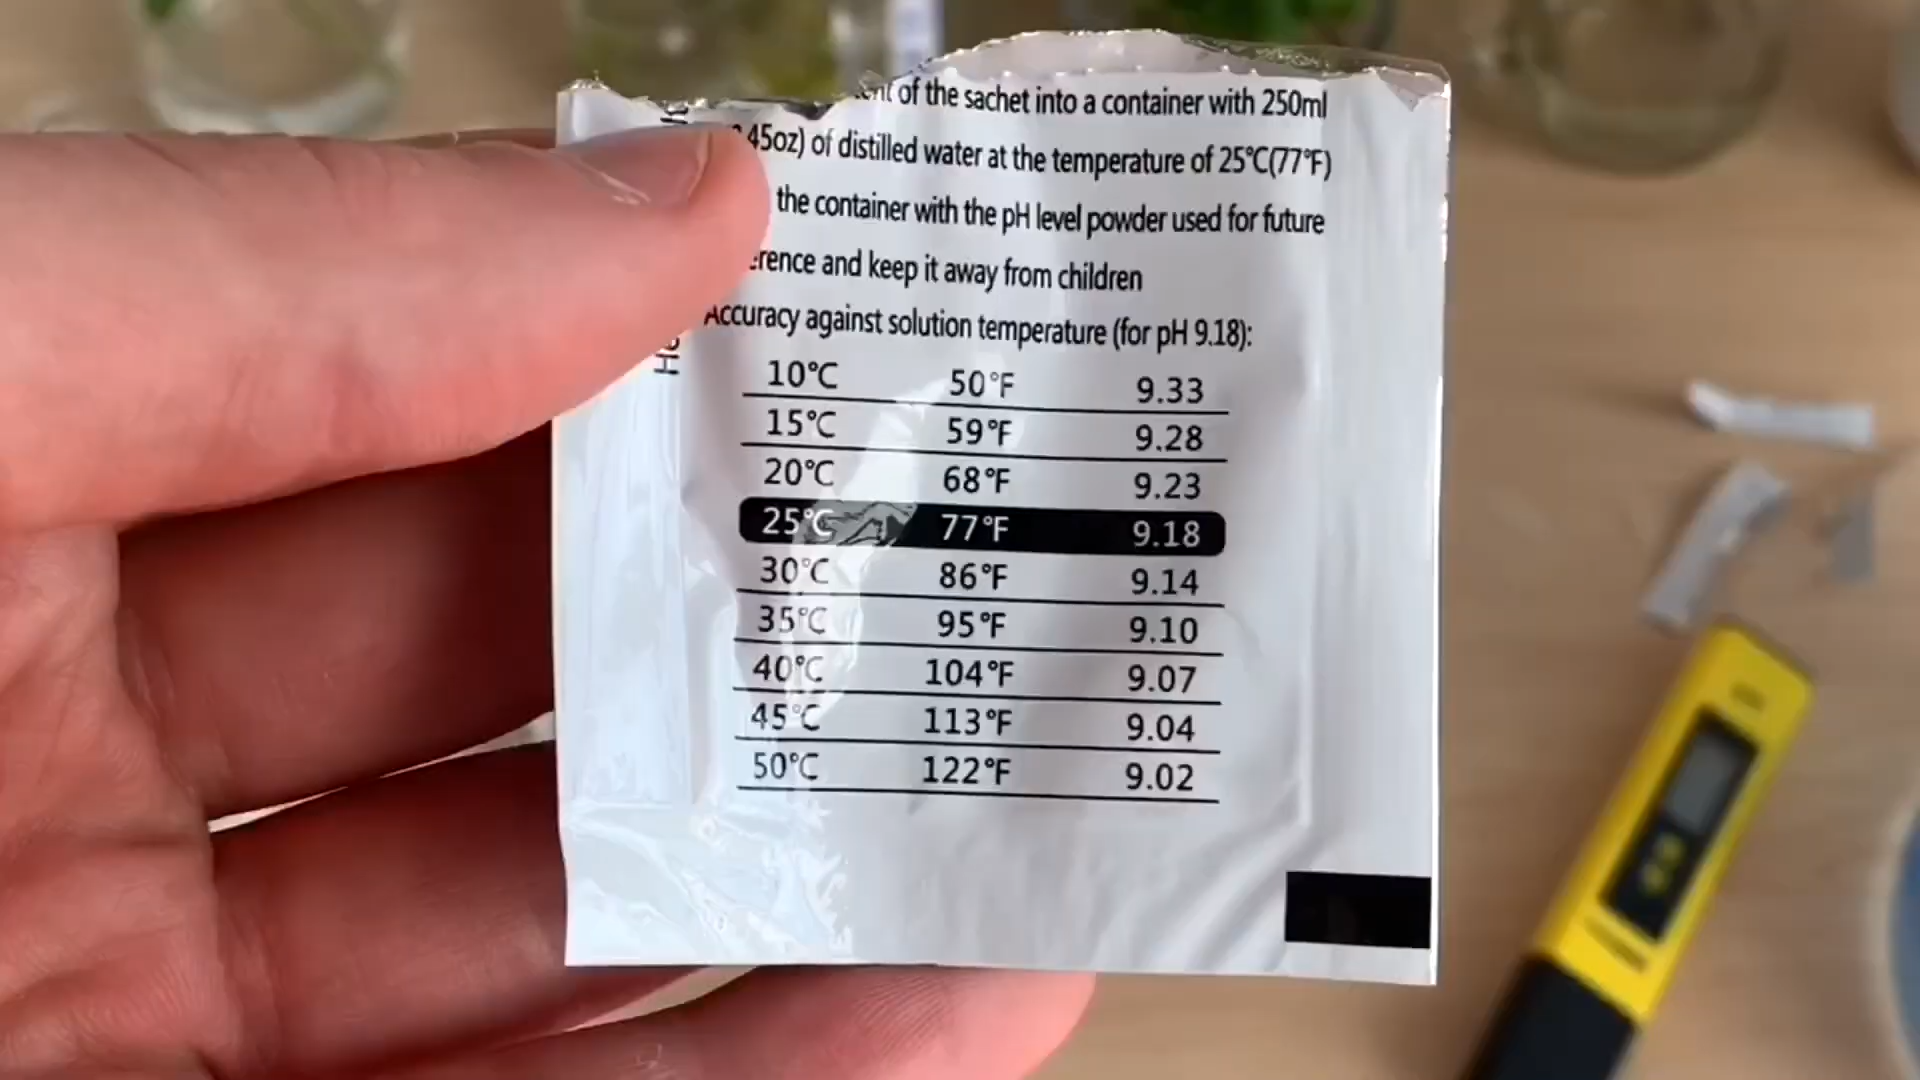 of the sachet into a container with 250ml
45oz) of distilled water at the temperature of 25℃(77℉)
the container with the pH level powder used for future
erence and keep it away from children
Accuracy against solution temperature (for pH 9.18):
10℃ 50℉ 9.33
15℃ 59℉ 9.28
20℃ 68℉ 9.23
25℃ 77℉ 9.18
30℃ 86℉ 9.14
35℃ 95℉ 9.10
40℃ 104℉ 9.07
45℃ 113℉ 9.04
50℃ 122℉ 9.02